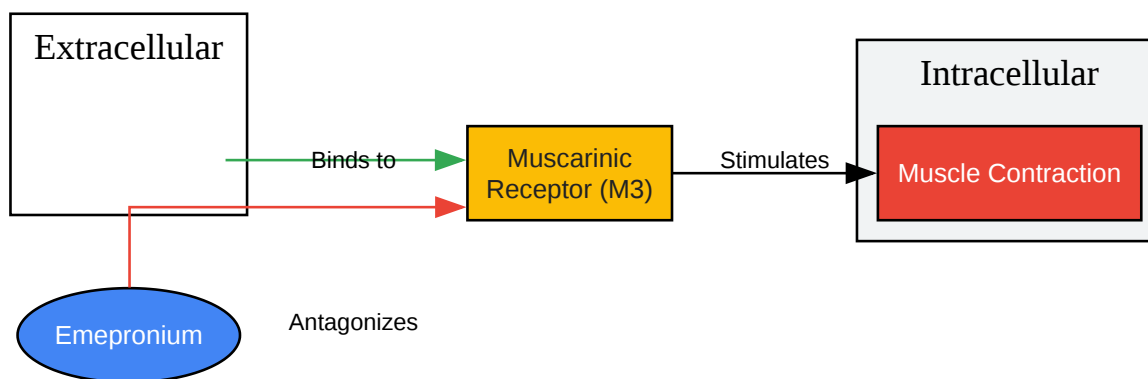 Extracellular
Intracellular
Binds to
Muscarinic
Receptor (M3)
Stimulates
Muscle Contraction
Emepronium
Antagonizes